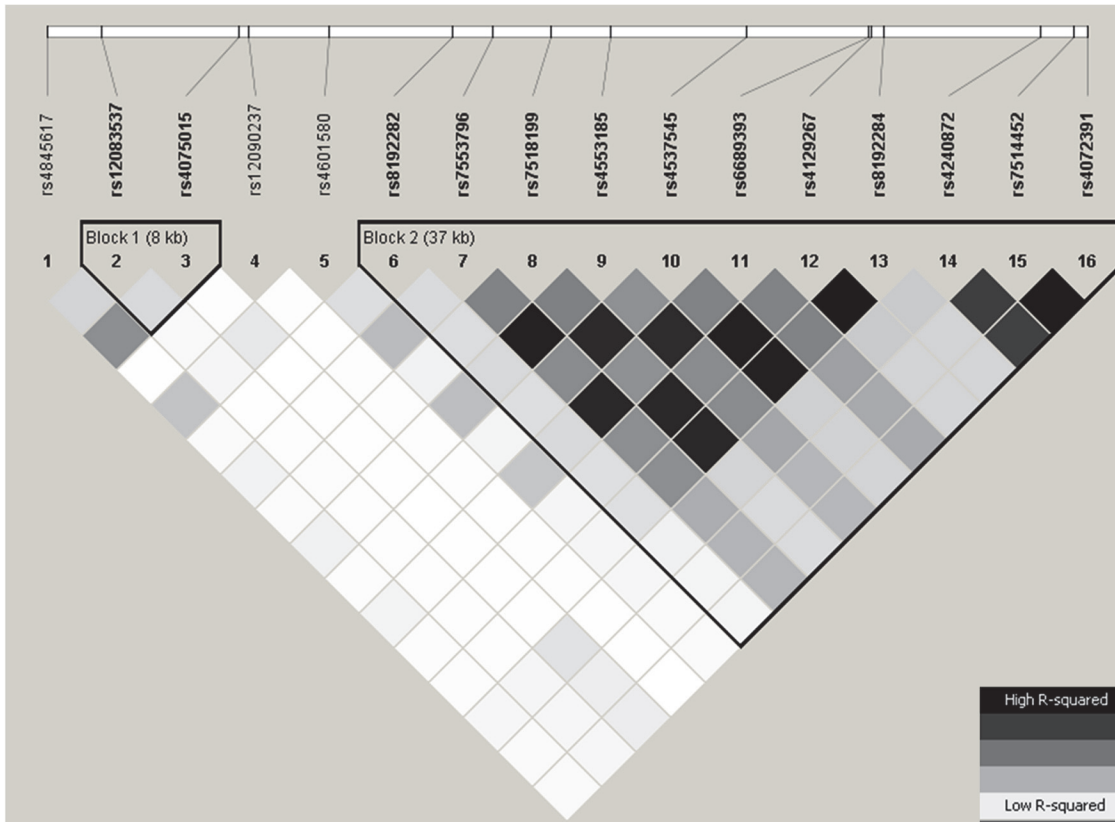 rs4845617
rs12083537
rs4075015
rs12090237
rs4601580
rs8192282
rs7553796
rs7518199
rs4553185
rs4537545
rs6689393
rs4129267
rs8192284
rs4240872
rs7514452
rs4072391
Block 1 (8 kb)
Block 2 (37 kb)
1 2 3 4 5 6 7 8 9 10 11 12 13 14 15 16
High R-squared
Low R-squared